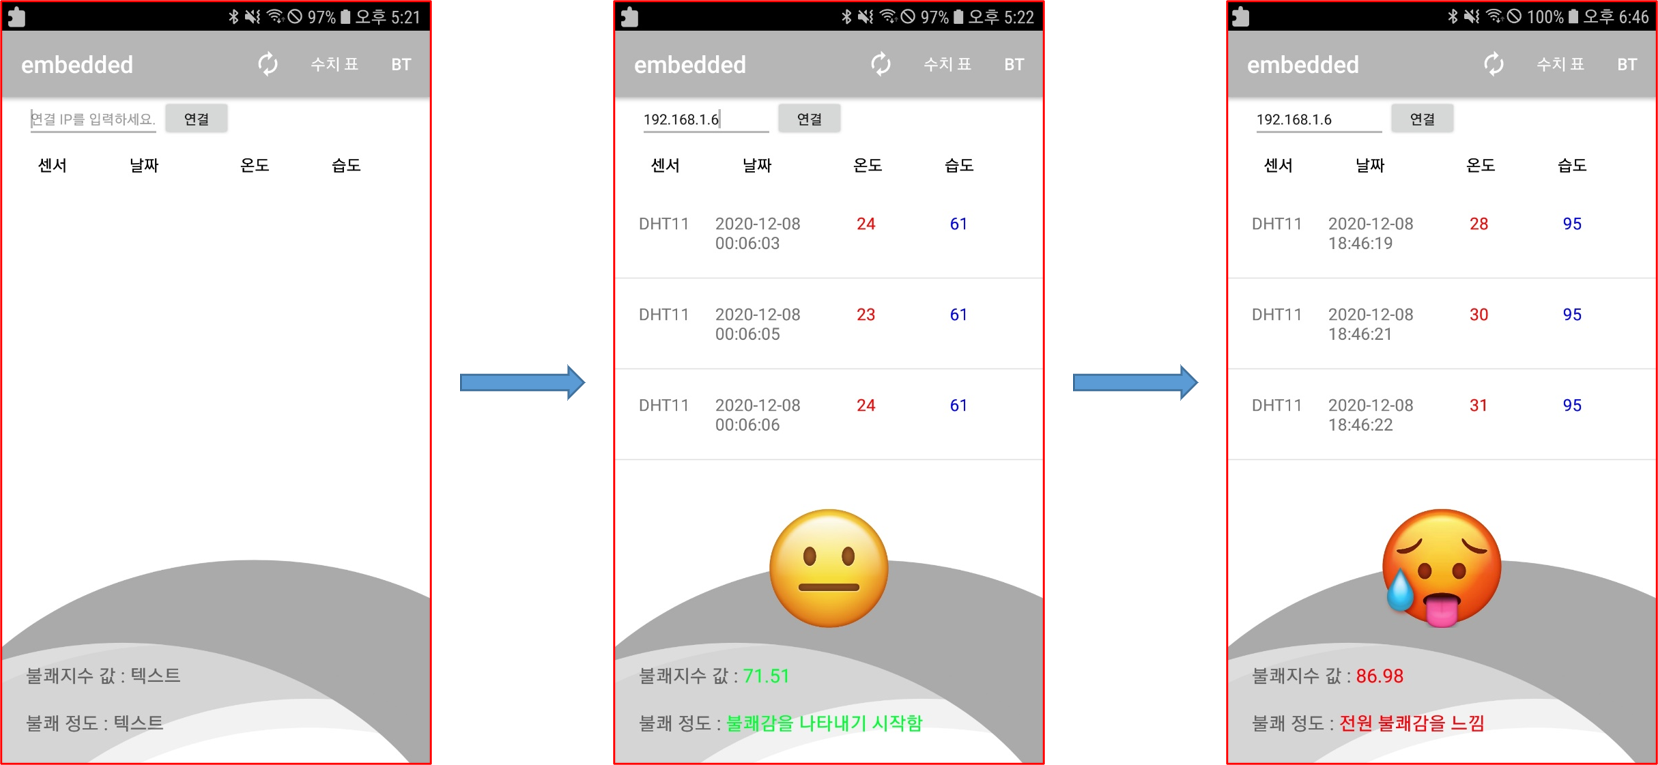 97% 오후 5:21
embedded 수치 표 BT
연결 IP를 입력하세요. 연결
센서 날짜 온도 습도
불쾌지수 값 : 텍스트
불쾌 정도 : 텍스트
97% 오후 5:22
embedded 수치 표 BT
192.168.1.6 연결
센서 날짜 온도 습도
DHT11 2020-12-08 24 61
00:06:03
DHT11 2020-12-08 23 61
00:06:05
DHT11 2020-12-08 24 61
00:06:06
불쾌지수 값 : 71.51
불쾌 정도 : 불쾌감을 나타내기 시작함
100% 오후 6:46
embedded 수치 표 BT
192.168.1.6 연결
센서 날짜 온도 습도
DHT11 2020-12-08 28 95
18:46:19
DHT11 2020-12-08 30 95
18:46:21
DHT11 2020-12-08 31 95
18:46:22
불쾌지수 값 : 86.98
불쾌 정도 : 전원 불쾌감을 느낌